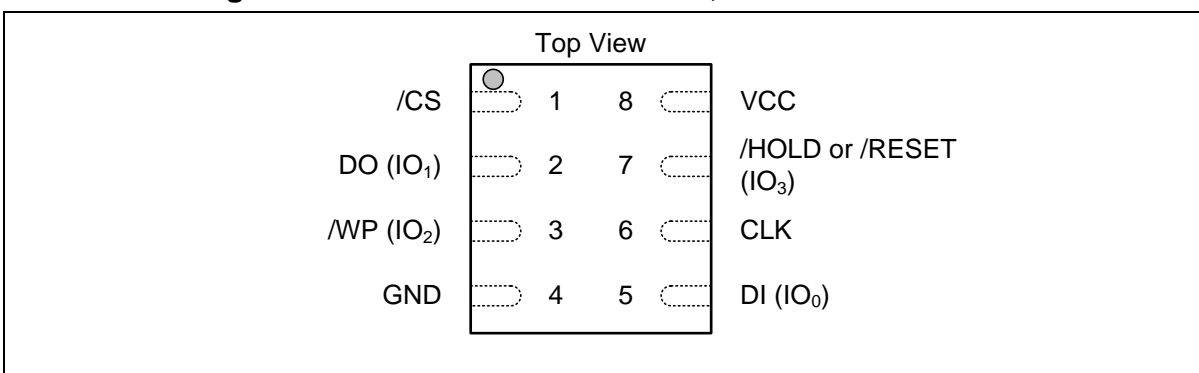 Top View
/CS 1 8 VCC
DO (IO₁) 2 7 /HOLD or /RESET
(IO₃)
/WP (IO₂) 3 6 CLK
GND 4 5 DI (IO₀)